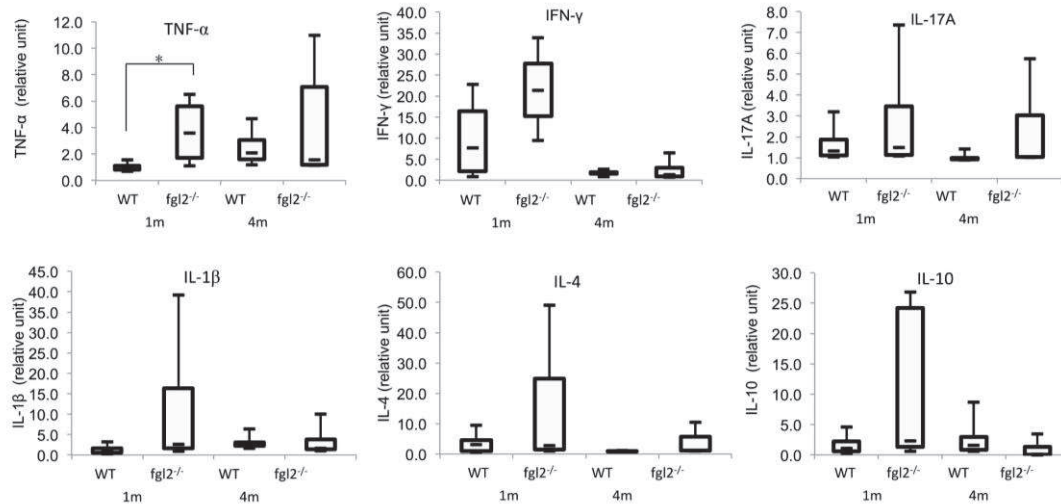 TNF-α
TNF-α (relative unit)
12.0
10.0
8.0
6.0
4.0
2.0
0.0
*
WT fgl2-/- WT fgl2-/-
1m 4m
IFN-γ
IFN-γ (relative unit)
40.0
35.0
30.0
25.0
20.0
15.0
10.0
5.0
0.0
WT fgl2-/- WT fgl2-/-
1m 4m
IL-17A
IL-17A (relative unit)
8.0
7.0
6.0
5.0
4.0
3.0
2.0
1.0
0.0
WT fgl2-/- WT fgl2-/-
1m 4m
IL-1β
IL-1β (relative unit)
45.0
40.0
35.0
30.0
25.0
20.0
15.0
10.0
5.0
0.0
WT fgl2-/- WT fgl2-/-
1m 4m
IL-4
IL-4 (relative unit)
60.0
50.0
40.0
30.0
20.0
10.0
0.0
WT fgl2-/- WT fgl2-/-
1m 4m
IL-10
IL-10 (relative unit)
30.0
25.0
20.0
15.0
10.0
5.0
0.0
WT fgl2-/- WT fgl2-/-
1m 4m